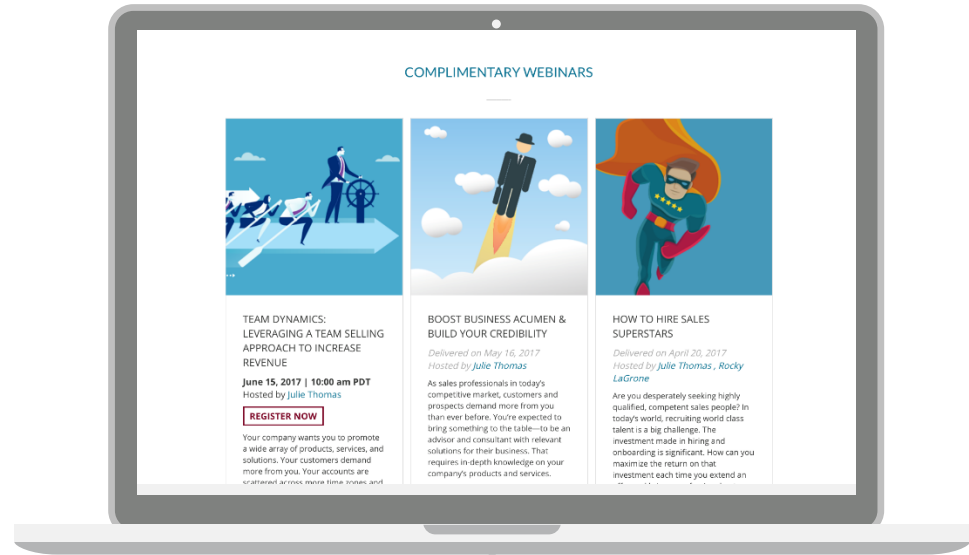 COMPLIMENTARY WEBINARS
TEAM DYNAMICS:
LEVERAGING A TEAM SELLING
APPROACH TO INCREASE
REVENUE
June 15, 2017 | 10:00 am PDT
Hosted by Julie Thomas
REGISTER NOW
Your company wants you to promote
a wide array of products, services, and
solutions. Your customers demand
more from you. Your accounts are
scattered across more time zones and
BOOST BUSINESS ACUMEN &
BUILD YOUR CREDIBILITY
Delivered on May 16, 2017
Hosted by Julie Thomas
As sales professionals in today's
competitive market, customers and
prospects demand more from you
than ever before. You're expected to
bring something to the table—to be an
advisor and consultant with relevant
solutions for their business. That
requires in-depth knowledge on your
company's products and services.
HOW TO HIRE SALES
SUPERSTARS
Delivered on April 20, 2017
Hosted by Julie Thomas , Rocky
LaGrone
Are you desperately seeking highly
qualified, competent sales people? In
today's world, recruiting world class
talent is a big challenge. The
investment made in hiring and
onboarding is significant. How can you
maximize the return on that
investment each time you extend an